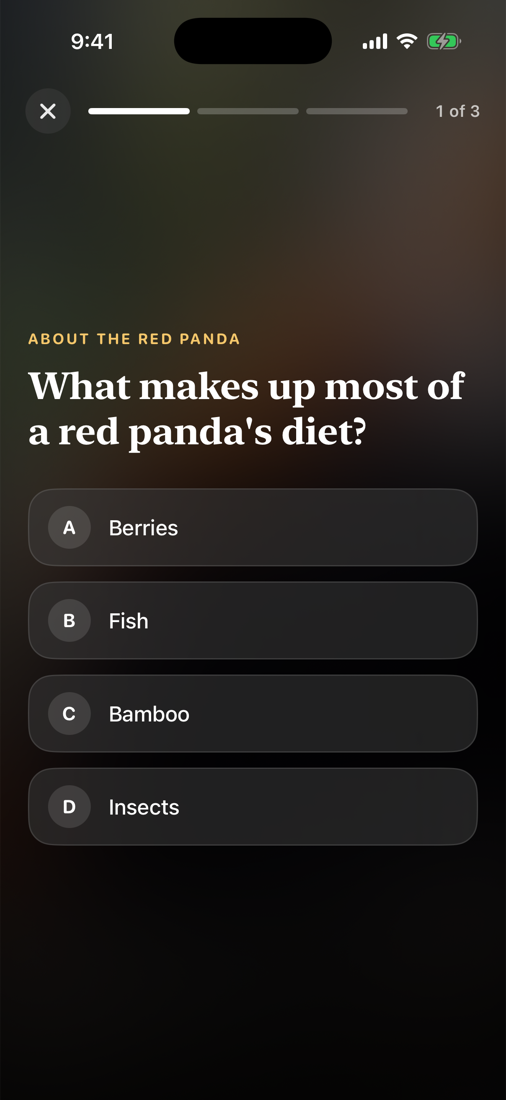 9:41
1 of 3
ABOUT THE RED PANDA
What makes up most of
a red panda's diet?
A Berries
B Fish
C Bamboo
D Insects